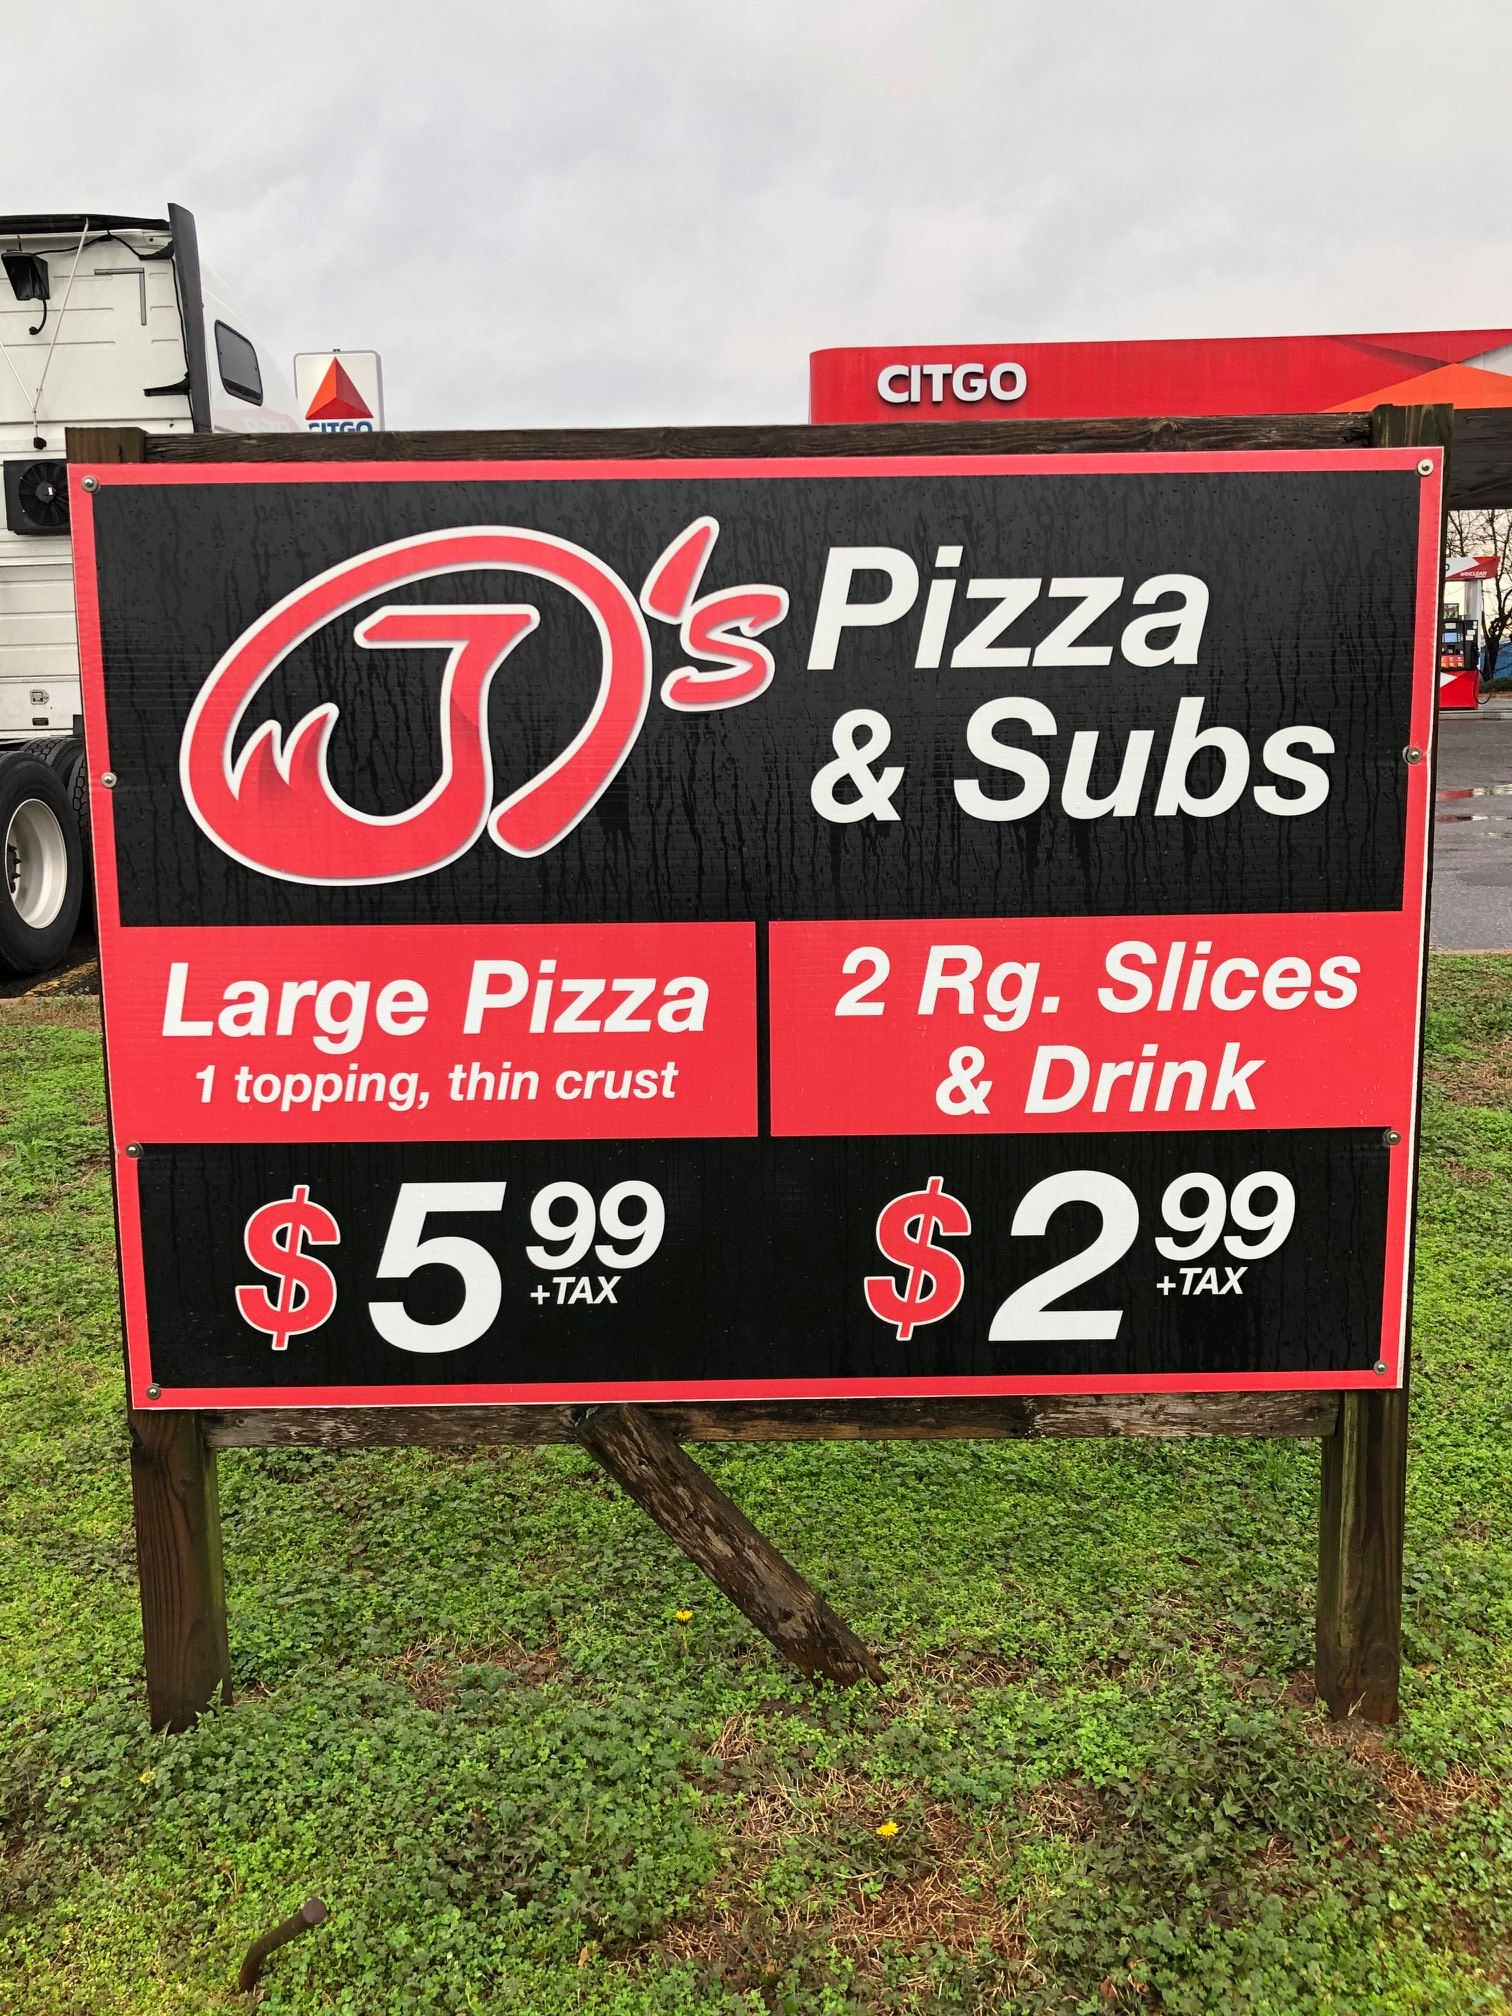 CITGO
CITGO
J's Pizza
& Subs
Large Pizza
1 topping, thin crust
$5.99
+TAX
2 Rg. Slices
& Drink
$2.99
+TAX